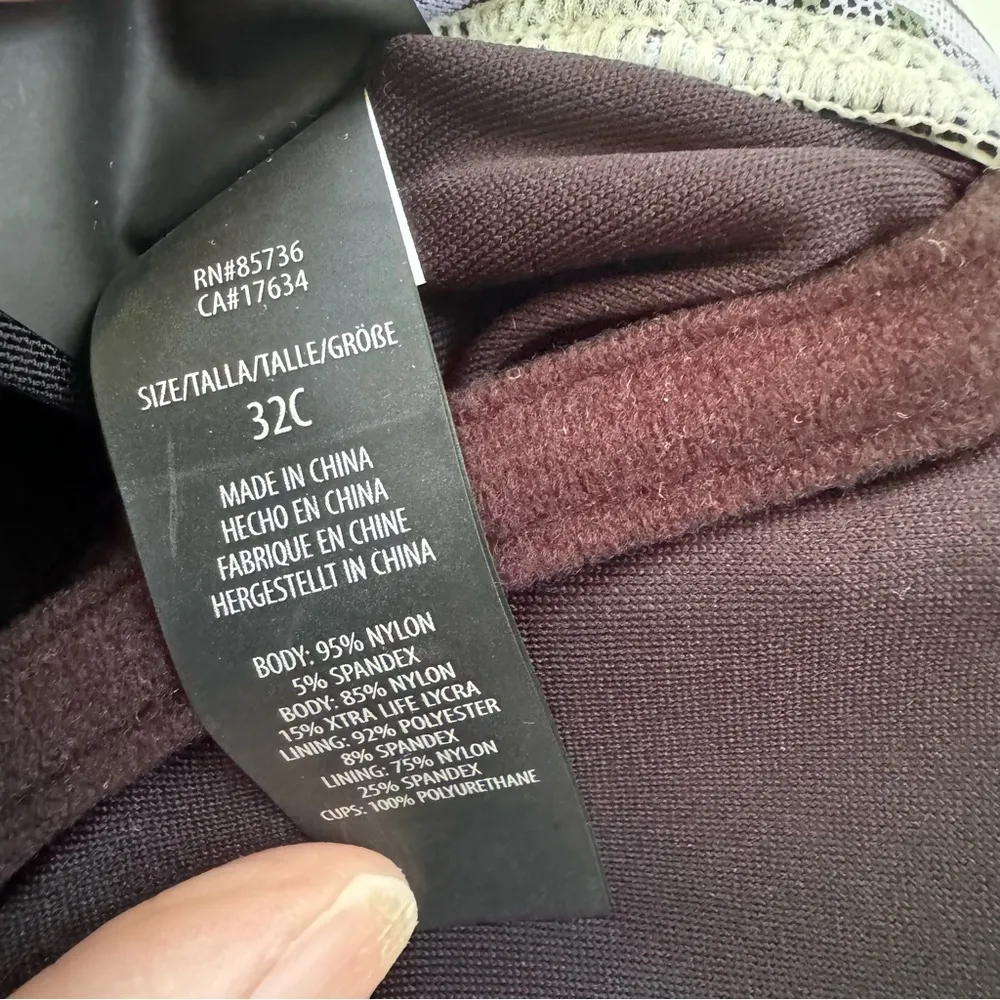 RN#85736
CA#17634
SIZE/TALLA/TALLE/GRÖßE
32C
MADE IN CHINA
HECHO EN CHINA
FABRIQUE EN CHINE
HERGESTELLT IN CHINA
BODY: 95% NYLON
5% SPANDEX
BODY: 85% NYLON
15% XTRA LIFE LYCRA
LINING: 92% POLYESTER
8% SPANDEX
LINING: 75% NYLON
25% SPANDEX
CUPS: 100% POLYURETHANE